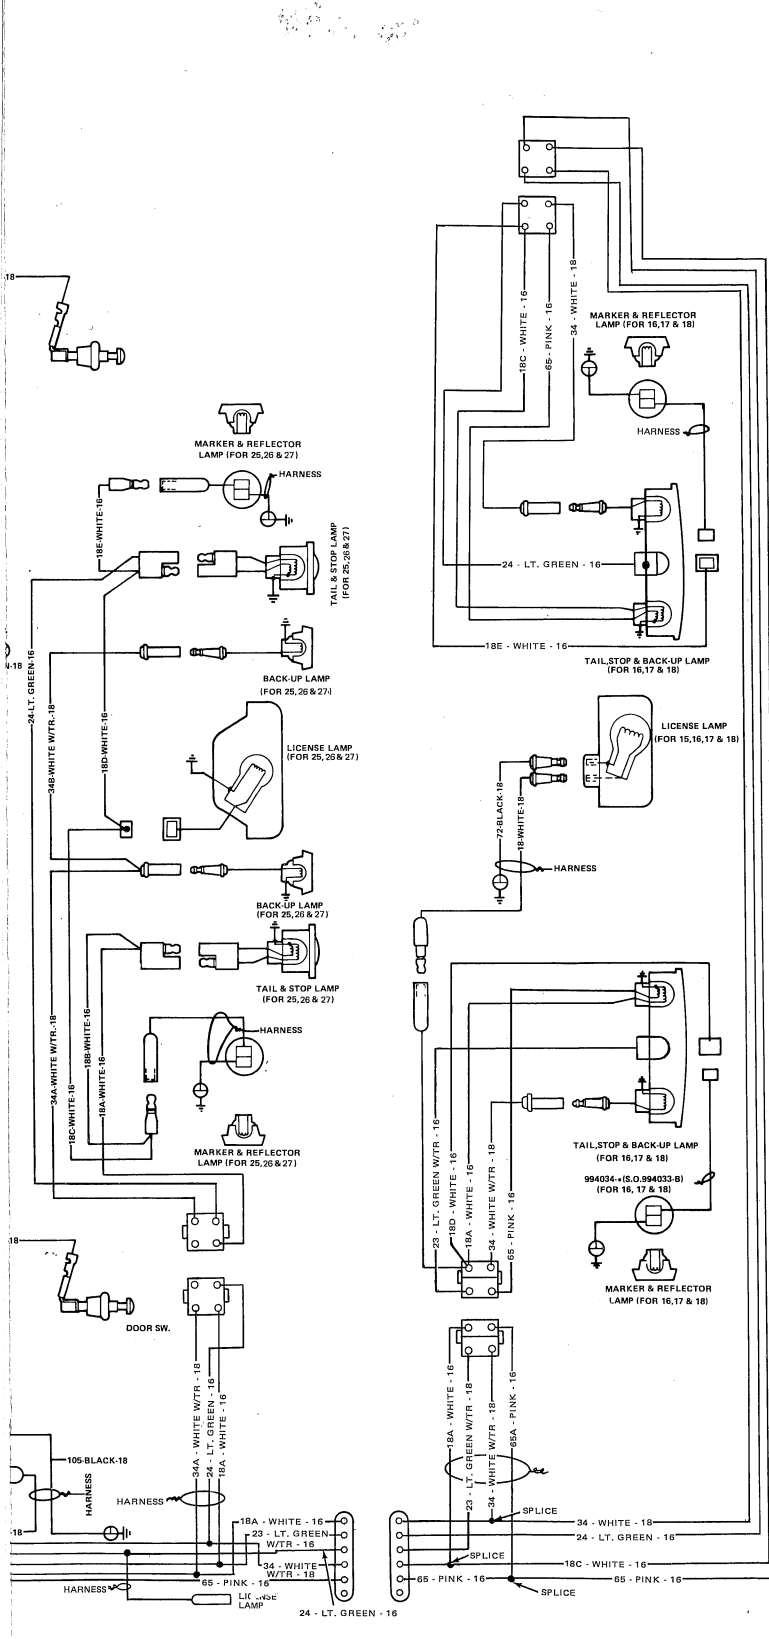 18
18C - WHITE - 16
65 - PINK - 16
34 - WHITE - 18
MARKER & REFLECTOR
LAMP (FOR 16,17 & 18)
HARNESS
MARKER & REFLECTOR
LAMP (FOR 25,26 & 27)
HARNESS
18E-WHITE-16
TAIL & STOP LAMP
(FOR 25,26 & 27)
24 - LT. GREEN - 16
18E - WHITE - 16
TAIL,STOP & BACK-UP LAMP
(FOR 16,17 & 18)
-18
24-LT. GREEN-16
34B-WHITE W/TR.-18
18D-WHITE-16
BACK-UP LAMP
(FOR 25,26 & 27)
LICENSE LAMP
(FOR 25,26 & 27)
LICENSE LAMP
(FOR 15,16,17 & 18)
72-BLACK-18
18-WHITE-18
HARNESS
BACK-UP LAMP
(FOR 25,26 & 27)
TAIL & STOP LAMP
(FOR 25,26 & 27)
34A-WHITE W/TR.-18
18C-WHITE-16
18B-WHITE-16
18A-WHITE-16
HARNESS
MARKER & REFLECTOR
LAMP (FOR 25,26 & 27)
23 - LT. GREEN W/TR - 16
18D - WHITE - 16
18A - WHITE - 16
34 - WHITE W/TR - 18
65 - PINK - 16
TAIL,STOP & BACK-UP LAMP
(FOR 16,17 & 18)
994034-•(S.O.994033-B)
(FOR 16, 17 & 18)
MARKER & REFLECTOR
LAMP (FOR 16,17 & 18)
18
DOOR SW.
34A - WHITE W/TR - 18
24 - LT. GREEN - 16
18A - WHITE - 16
18A - WHITE - 16
23 - LT. GREEN W/TR - 18
34 - WHITE W/TR - 18
65A - PINK - 16
105-BLACK-18
HARNESS
HARNESS
-18
18A - WHITE - 16
23 - LT. GREEN
W/TR - 16
34 - WHITE
W/TR - 18
65 - PINK - 16
HARNESS
LAMP
24 - LT. GREEN - 16
SPLICE
34 - WHITE - 18
24 - LT. GREEN - 16
SPLICE
18C - WHITE - 16
65 - PINK - 16
65 - PINK - 16
SPLICE